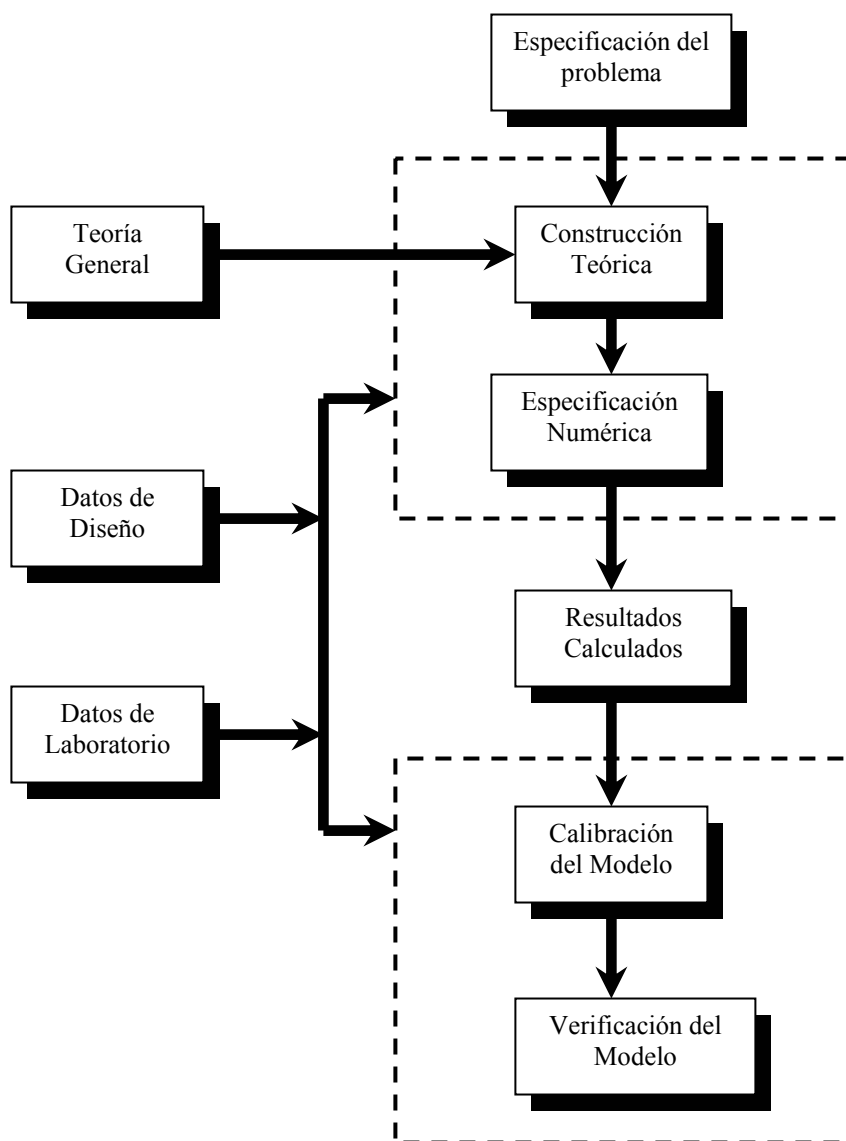 Especificación del
problema
Teoría
General
Construcción
Teórica
Especificación
Numérica
Datos de
Diseño
Resultados
Calculados
Datos de
Laboratorio
Calibración
del Modelo
Verificación del
Modelo